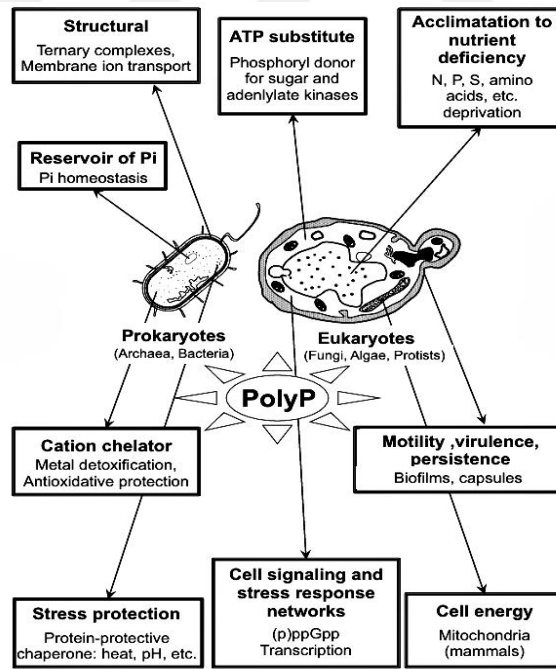 Structural
Ternary complexes,
Membrane ion transport
ATP substitute
Phosphoryl donor
for sugar and
adenlylate kinases
Acclimatation to
nutrient
deficiency
N, P, S, amino
acids, etc.
deprivation
Reservoir of Pi
Pi homeostasis
Prokaryotes
(Archaea, Bacteria)
Eukaryotes
(Fungi, Algae, Protists)
PolyP
Cation chelator
Metal detoxification,
Antioxidative protection
Motility ,virulence,
persistence
Biofilms, capsules
Stress protection
Protein-protective
chaperone: heat, pH, etc.
Cell signaling and
stress response
networks
(p)ppGpp
Transcription
Cell energy
Mitochondria
(mammals)